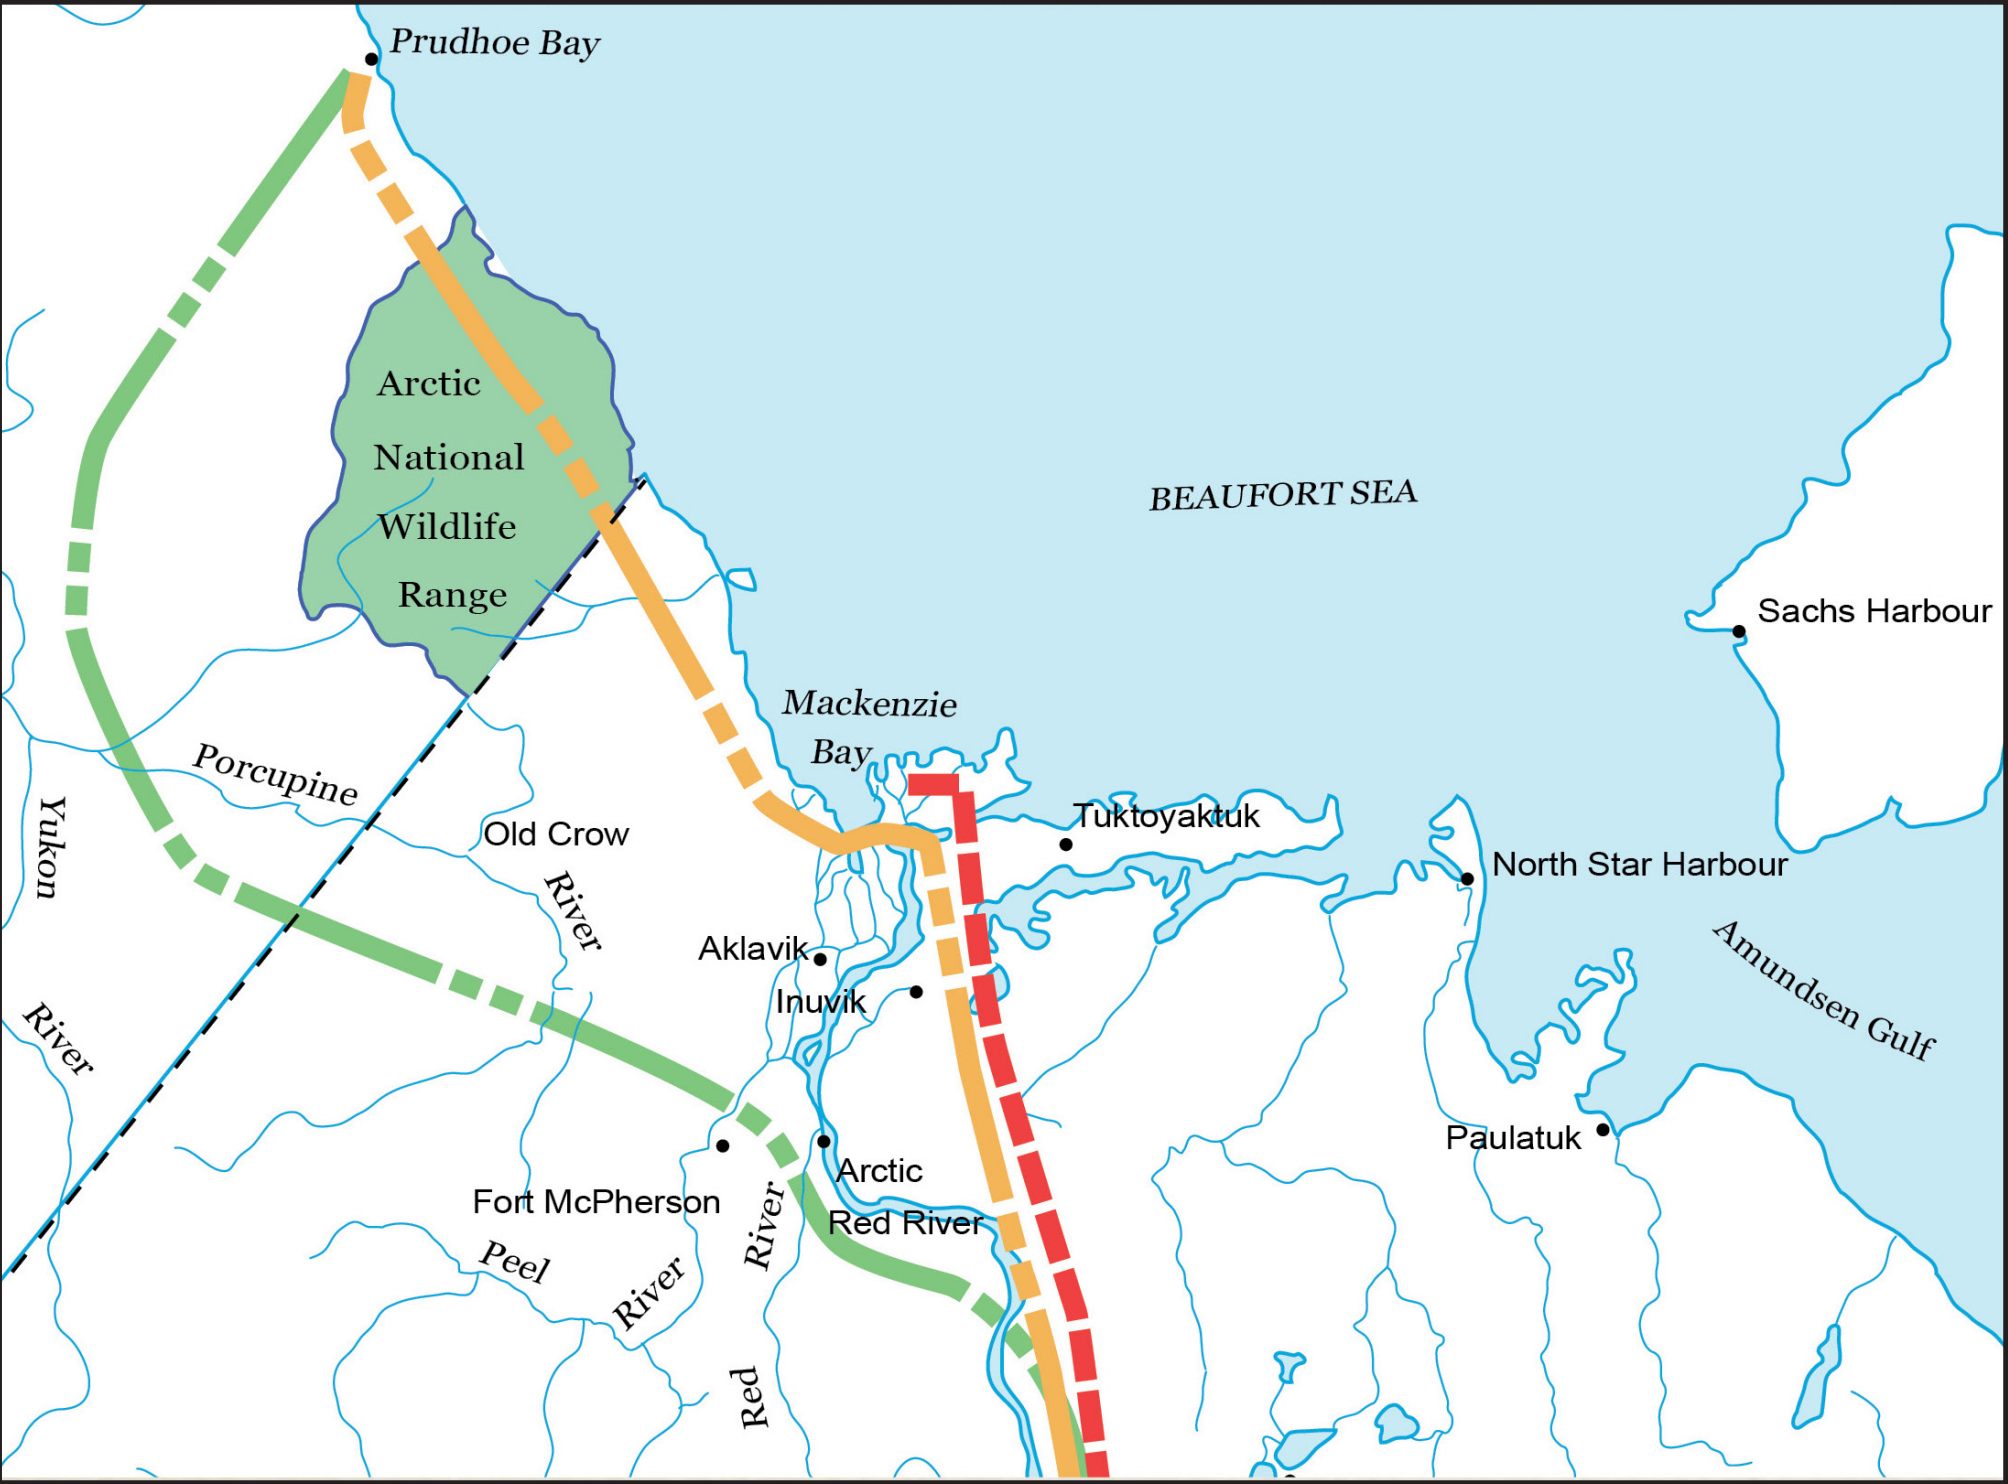 Prudhoe Bay
Arctic
National
Wildlife
Range
BEAUFORT SEA
Sachs Harbour
Mackenzie
Bay
Porcupine
Yukon
Old Crow
Tuktoyaktuk
North Star Harbour
River
Aklavik
Inuvik
Amundsen Gulf
River
Paulatuk
Arctic
Fort McPherson
Red River
River
Peel
River
Red